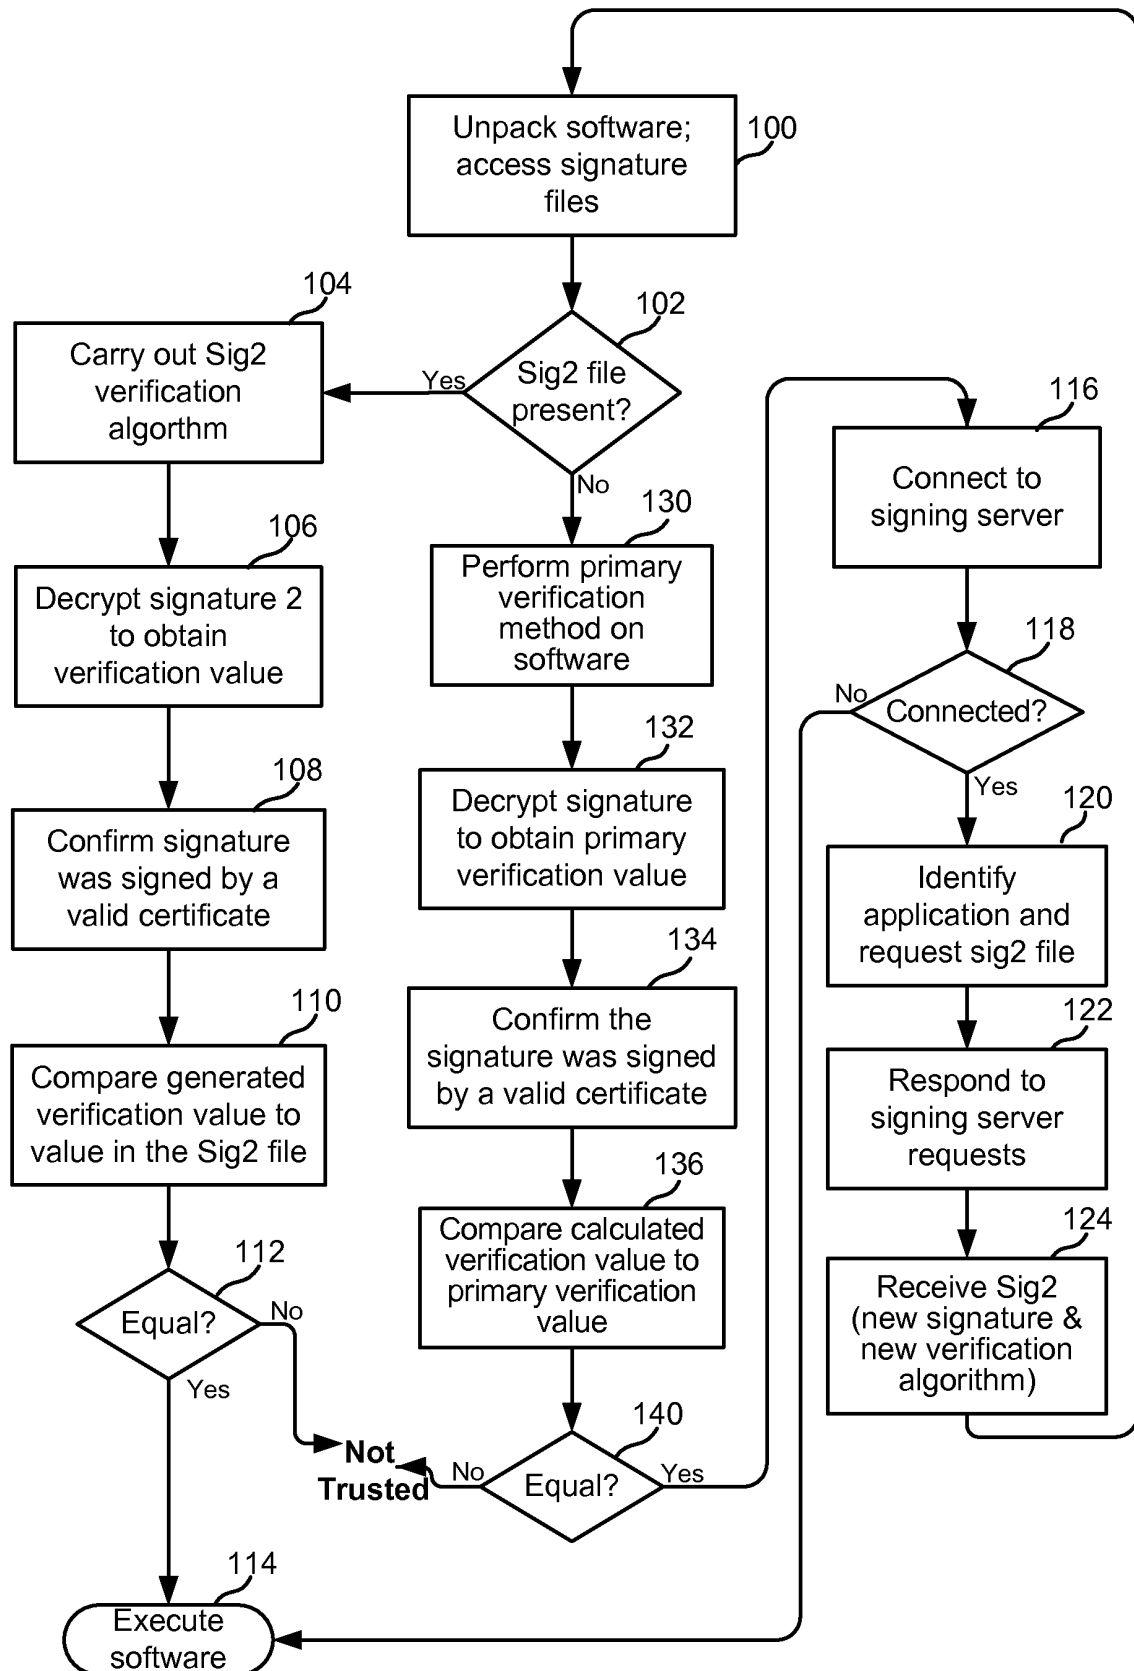 Unpack software;
access signature
files
100
102
Sig2 file
present?
Yes
No
104
Carry out Sig2
verification
algorthm
106
Decrypt signature 2
to obtain
verification value
108
Confirm signature
was signed by a
valid certificate
110
Compare generated
verification value to
value in the Sig2 file
112
Equal?
No
Yes
114
Execute
software
130
Perform primary
verification
method on
software
132
Decrypt signature
to obtain primary
verification value
134
Confirm the
signature was signed
by a valid certificate
136
Compare calculated
verification value to
primary verification
value
140
Equal?
No
Yes
Not
Trusted
116
Connect to
signing server
118
Connected?
No
Yes
120
Identify
application and
request sig2 file
122
Respond to
signing server
requests
124
Receive Sig2
(new signature &
new verification
algorithm)